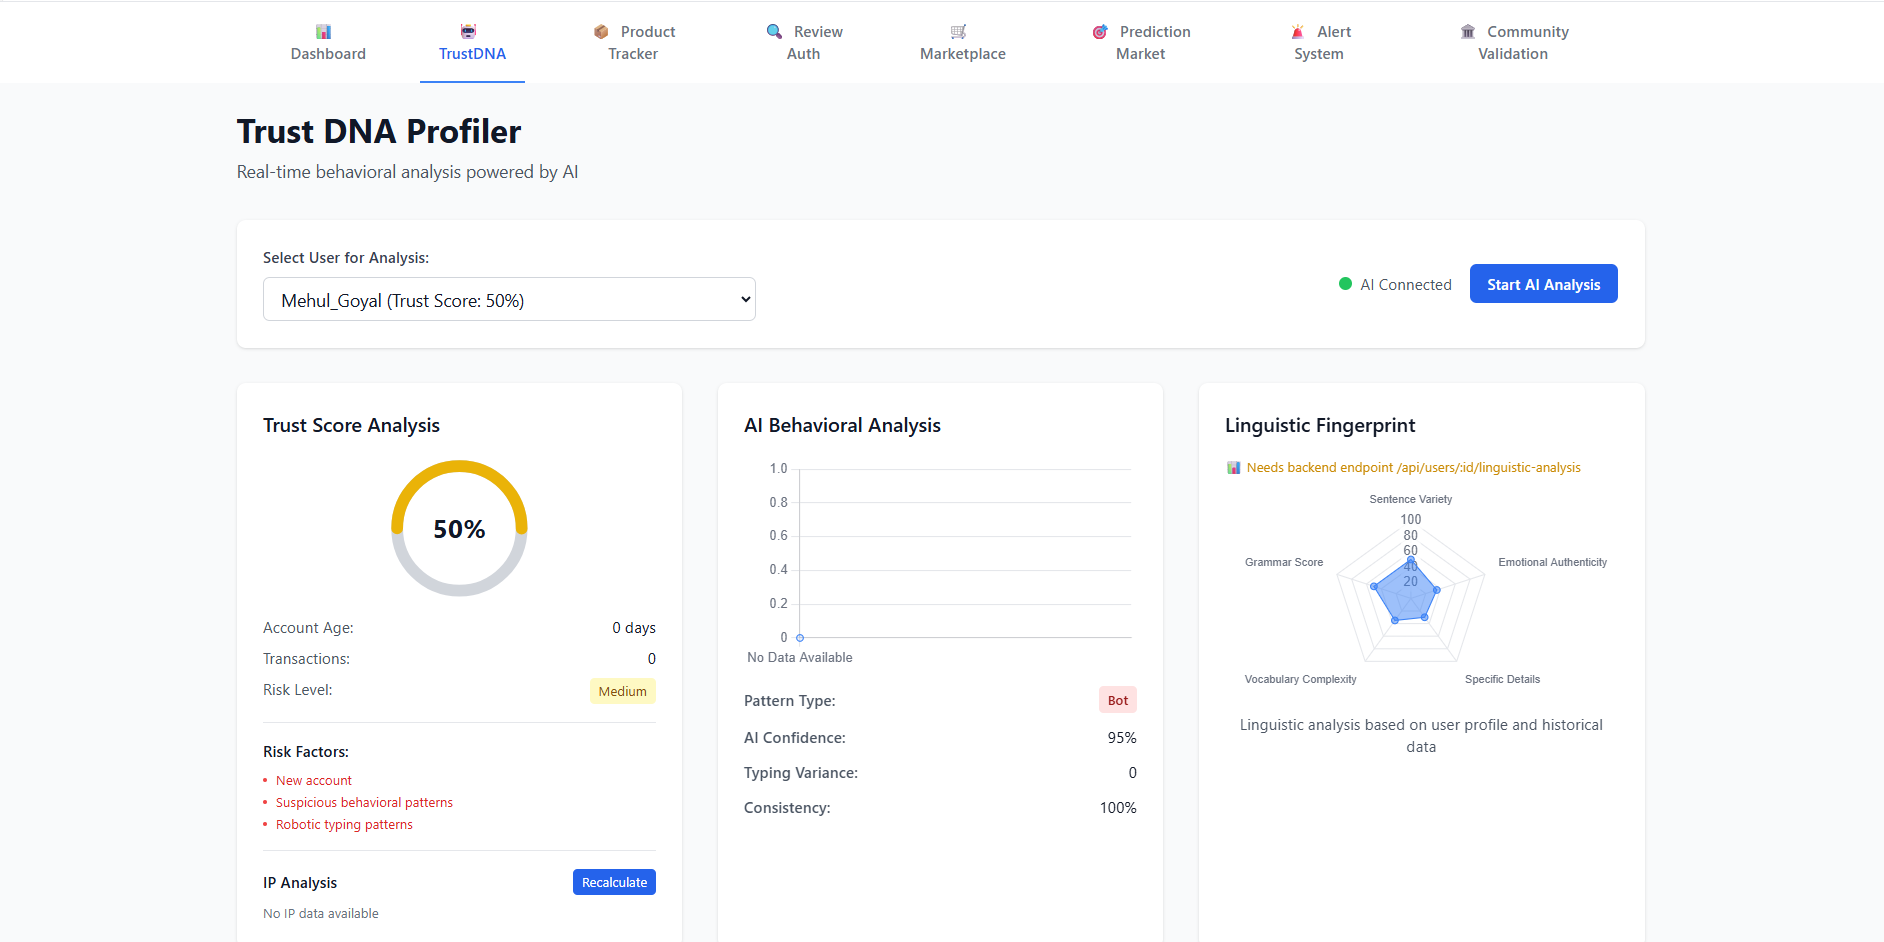 Dashboard
TrustDNA
Product
Tracker
Review
Auth
Marketplace
Prediction
Market
Alert
System
Community
Validation
Trust DNA Profiler
Real-time behavioral analysis powered by AI
Select User for Analysis:
Mehul_Goyal (Trust Score: 50%)
AI Connected
Start AI Analysis
Trust Score Analysis
50%
Account Age: 0 days
Transactions: 0
Risk Level: Medium
Risk Factors:
• New account
• Suspicious behavioral patterns
• Robotic typing patterns
IP Analysis
Recalculate
No IP data available
AI Behavioral Analysis
1.0
0.8
0.6
0.4
0.2
0
No Data Available
Pattern Type: Bot
AI Confidence: 95%
Typing Variance: 0
Consistency: 100%
Linguistic Fingerprint
Needs backend endpoint /api/users/:id/linguistic-analysis
Sentence Variety
100
80
60
40
20
Grammar Score
Emotional Authenticity
Vocabulary Complexity
Specific Details
Linguistic analysis based on user profile and historical
data